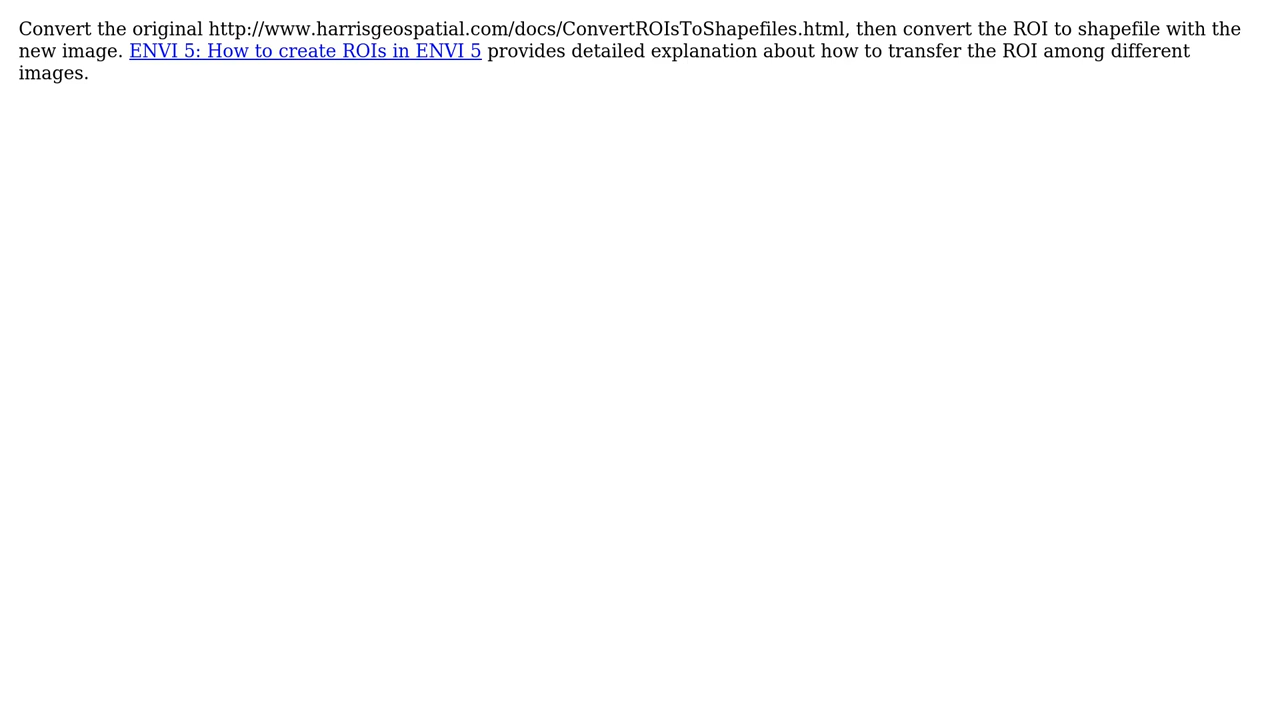 Convert the original http://www.harrisgeospatial.com/docs/ConvertROIsToShapefiles.html, then convert the ROI to shapefile with the
new image. ENVI 5: How to create ROIs in ENVI 5 provides detailed explanation about how to transfer the ROI among different
images.